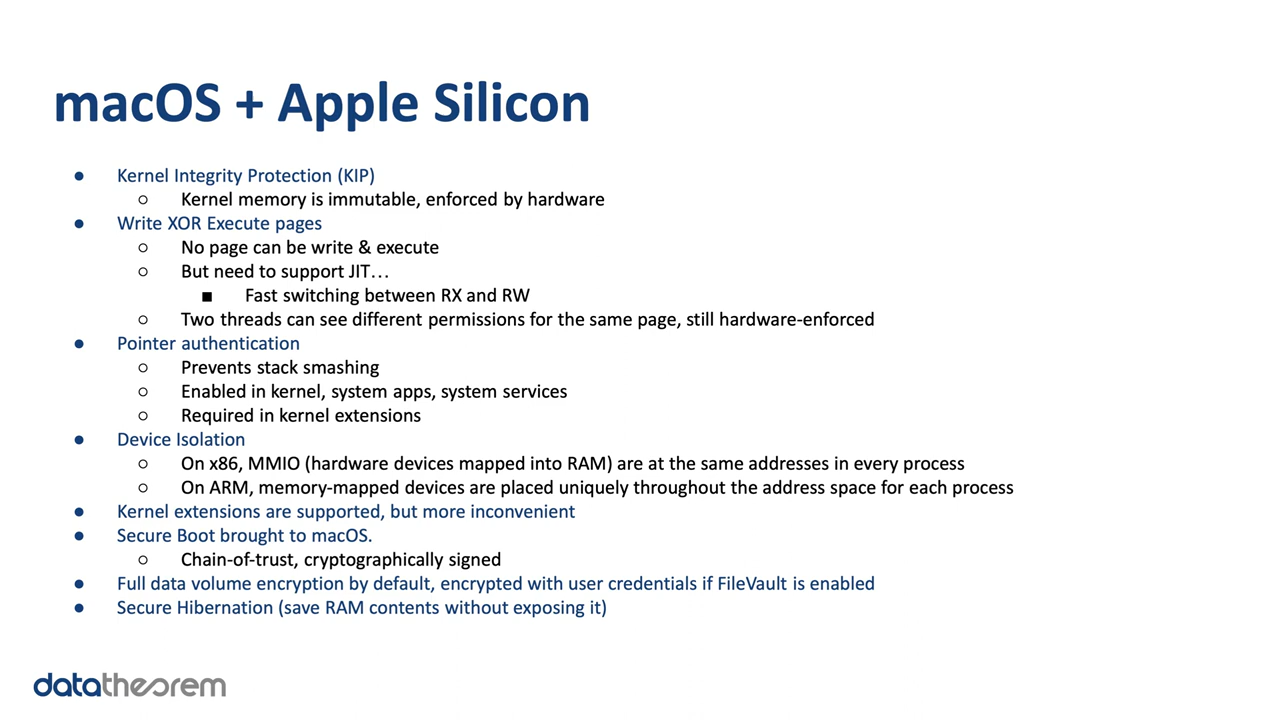 macOS + Apple Silicon
● Kernel Integrity Protection (KIP)
○ Kernel memory is immutable, enforced by hardware
● Write XOR Execute pages
○ No page can be write & execute
○ But need to support JIT…
■ Fast switching between RX and RW
○ Two threads can see different permissions for the same page, still hardware-enforced
● Pointer authentication
○ Prevents stack smashing
○ Enabled in kernel, system apps, system services
○ Required in kernel extensions
● Device Isolation
○ On x86, MMIO (hardware devices mapped into RAM) are at the same addresses in every process
○ On ARM, memory-mapped devices are placed uniquely throughout the address space for each process
● Kernel extensions are supported, but more inconvenient
● Secure Boot brought to macOS.
○ Chain-of-trust, cryptographically signed
● Full data volume encryption by default, encrypted with user credentials if FileVault is enabled
● Secure Hibernation (save RAM contents without exposing it)
datatheorem